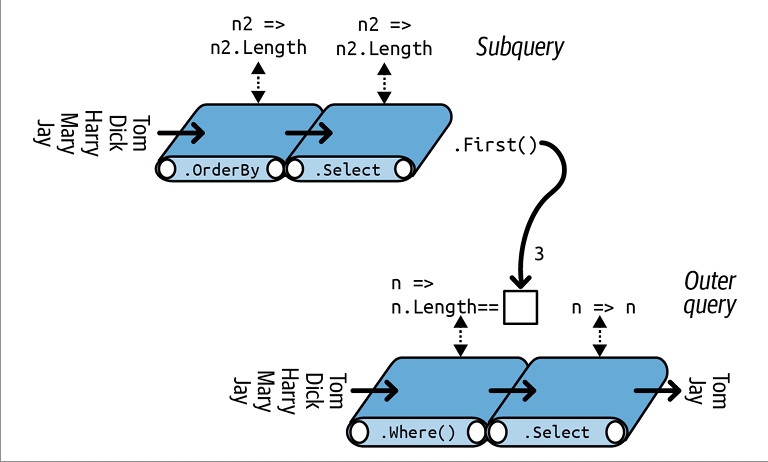 n2 =>
n2.Length
n2 =>
n2.Length
Subquery
Tom
Dick
Harry
Mary
Jay
.OrderBy
.Select
.First()
3
n =>
n.Length==
n => n
Outer
query
Tom
Dick
Harry
Mary
Jay
.Where()
.Select
Tom
Jay